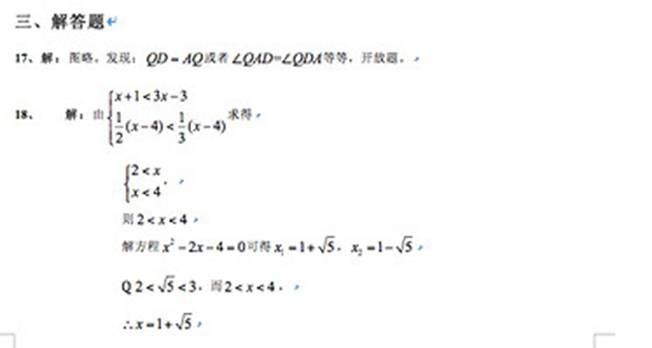 三、解答题
17、解：图略。发现：QD = AQ或者∠QAD=∠QDA等等，开放题。
18、 解：由{x+1<3x-3
1/2(x-4)<1/3(x-4) 求得
{2<x
x<4 ，
则2<x<4
解方程x²-2x-4=0可得x₁=1+√5，x₂=1-√5
Q 2<√5<3，而2<x<4，
∴x=1+√5